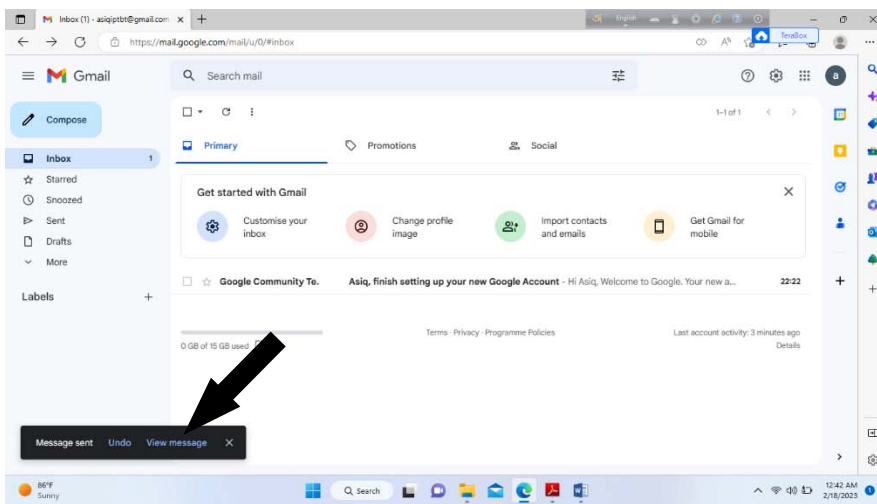 Inbox (1) - asiqiptbt@gmail.com
English
https://mail.google.com/mail/u/0/#inbox
TeraBox
Gmail
Search mail
a
Compose
1–1 of 1
Primary
Promotions
Social
Inbox 1
Starred
Snoozed
Sent
Drafts
More
Labels
Get started with Gmail
Customise your
inbox
Change profile
image
Import contacts
and emails
Get Gmail for
mobile
Google Community Te. Asiq, finish setting up your new Google Account - Hi Asiq, Welcome to Google. Your new a... 22:22
0 GB of 15 GB used
Terms · Privacy · Programme Policies
Last account activity: 3 minutes ago
Details
Message sent Undo View message
86°F
Sunny
Search
12:42 AM
2/18/2023